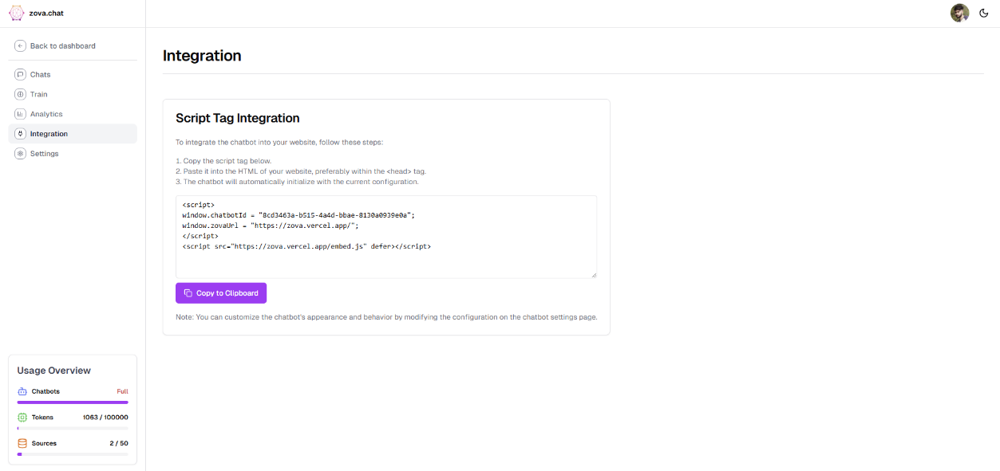 zova.chat
Back to dashboard
Chats
Train
Analytics
Integration
Settings
Usage Overview
Chatbots Full
Tokens 1063 / 100000
Sources 2 / 50
Integration
Script Tag Integration
To integrate the chatbot into your website, follow these steps:
1. Copy the script tag below.
2. Paste it into the HTML of your website, preferably within the <head> tag.
3. The chatbot will automatically initialize with the current configuration.
<script>
window.chatbotId = "8cd3463a-b515-4a4d-bbae-8130a0939e0a";
window.zovaUrl = "https://zova.vercel.app/";
</script>
<script src="https://zova.vercel.app/embed.js" defer></script>
Copy to Clipboard
Note: You can customize the chatbot's appearance and behavior by modifying the configuration on the chatbot settings page.